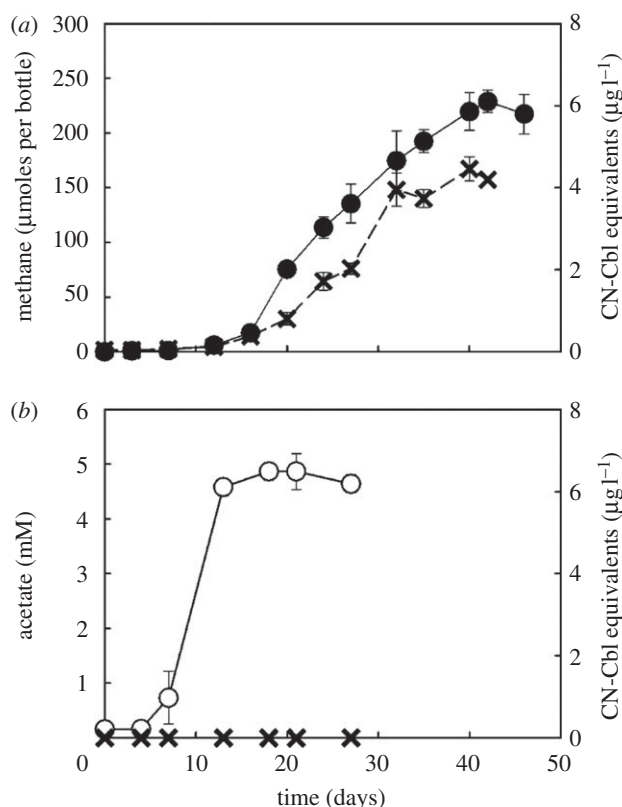 (a)
300
250
200
150
100
50
0
methane (µmoles per bottle)
8
6
4
2
0
CN-Cbl equivalents (µg l⁻¹)
(b)
6
5
4
3
2
1
acetate (mM)
8
6
4
2
0
CN-Cbl equivalents (µg l⁻¹)
0 10 20 30 40 50
time (days)